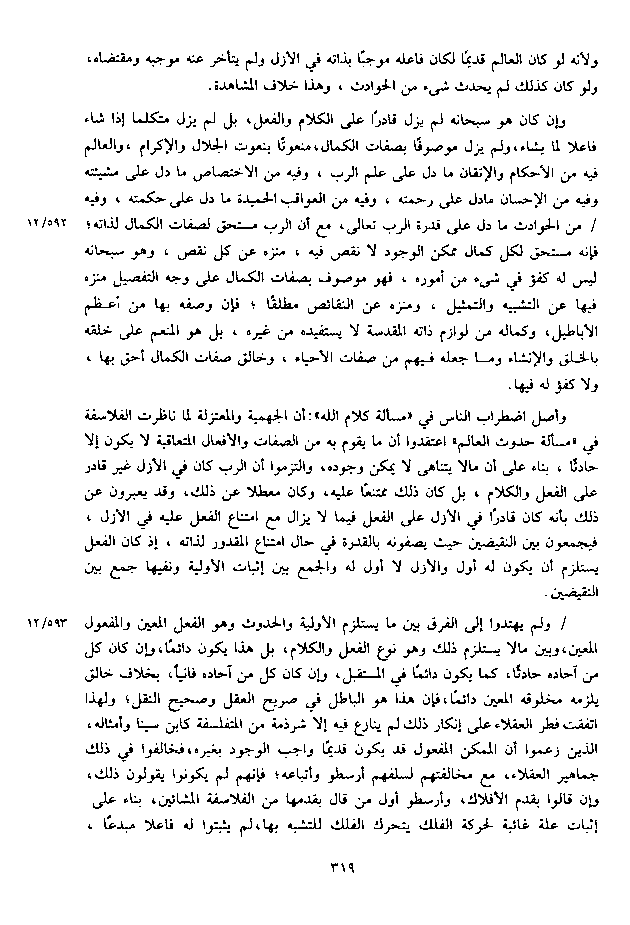 ولأنه لو كان العالم قديمًا لكان فاعله موجبًا بذاته في الأزل ولم يتأخر عنه موجبه ومقتضاه،
ولو كان كذلك لم يحدث شىء من الحوادث ، وهذا خلاف المشاهدة.
وإن كان هو سبحانه لم يزل قادرًا على الكلام والفعل، بل لم يزل متكلما إذا شاء
فاعلا لما يشاء،ولم يزل موصوفًا بصفات الكمال،منعوتًا بنعوت الجلال والإكرام ،والعالم
فيه من الأحكام والإتقان ما دل على علم الرب ، وفيه من الاختصاص ما دل على مشيئته
وفيه من الإحسان مادل على رحمته ، وفيه من العواقب الحميدة ما دل على حكمته ، وفيه
١٢/٥٩٢ / من الحوادث ما دل على قدرة الرب تعالى، مع أن الرب مستحق لصفات الكمال لذاته؛
فإنه مستحق لكل كمال ممكن الوجود لا نقص فيه ، منزه عن كل نقص ، وهو سبحانه
ليس له كفؤ في شىء من أموره ، فهو موصوف بصفات الكمال على وجه التفصيل منزه
فيها عن التشبيه والتمثيل ، ومنزه عن النقائص مطلقًا ؛ فإن وصفه بها من أعظم
الأباطيل، وكماله من لوازم ذاته المقدسة لا يستفيده من غيره ، بل هو المنعم على خلقه
بالخلق والإنشاء وما جعله فيهم من صفات الأحياء ، وخالق صفات الكمال أحق بها ،
ولا كفؤ له فيها.
وأصل اضطراب الناس في «مسألة كلام الله»:أن الجهمية والمعتزلة لما ناظرت الفلاسفة
في «مسألة حدوث العالم» اعتقدوا أن ما يقوم به من الصفات والأفعال المتعاقبة لا يكون إلا
حادثًا ، بناء على أن مالا يتناهى لا يمكن وجوده، والتزموا أن الرب كان في الأزل غير قادر
على الفعل والكلام ، بل كان ذلك ممتنعًا عليه، وكان معطلا عن ذلك، وقد يعبرون عن
ذلك بأنه كان قادرًا في الأزل على الفعل فيما لا يزال مع امتناع الفعل عليه في الأزل ،
فيجمعون بين النقيضين حيث يصفونه بالقدرة في حال امتناع المقدور لذاته ، إذ كان الفعل
يستلزم أن يكون له أول والأزل لا أول له والجمع بين إثبات الأولية ونفيها جمع بين
النقيضين.
١٢/٥٩٣ / ولم يهتدوا إلى الفرق بين ما يستلزم الأولية والحدوث وهو الفعل المعين والمفعول
المعين،وبين مالا يستلزم ذلك وهو نوع الفعل والكلام، بل هذا يكون دائمًا،وإن كان كل
من آحاده حادثًا، كما يكون دائمًا في المستقبل، وإن كان كل من آحاده فانيًا، بخلاف خالق
يلزمه مخلوقه المعين دائمًا،فإن هذا هو الباطل في صريح العقل وصحيح النقل؛ ولهذا
اتفقت فطر العقلاء على إنكار ذلك لم ينازع فيه إلا شرذمة من المتفلسفة كابن سينا وأمثاله،
الذين زعموا أن الممكن المفعول قد يكون قديمًا واجب الوجود بغيره،فخالفوا في ذلك
جماهير العقلاء، مع مخالفتهم لسلفهم أرسطو وأتباعه؛ فإنهم لم يكونوا يقولون ذلك،
وإن قالوا بقدم الأفلاك، وأرسطو أول من قال بقدمها من الفلاسفة المشائين، بناء على
إثبات علة غائية لحركة الفلك يتحرك الفلك للتشبه بها،لم يثبتوا له فاعلا مبدعًا ،
٣١٩